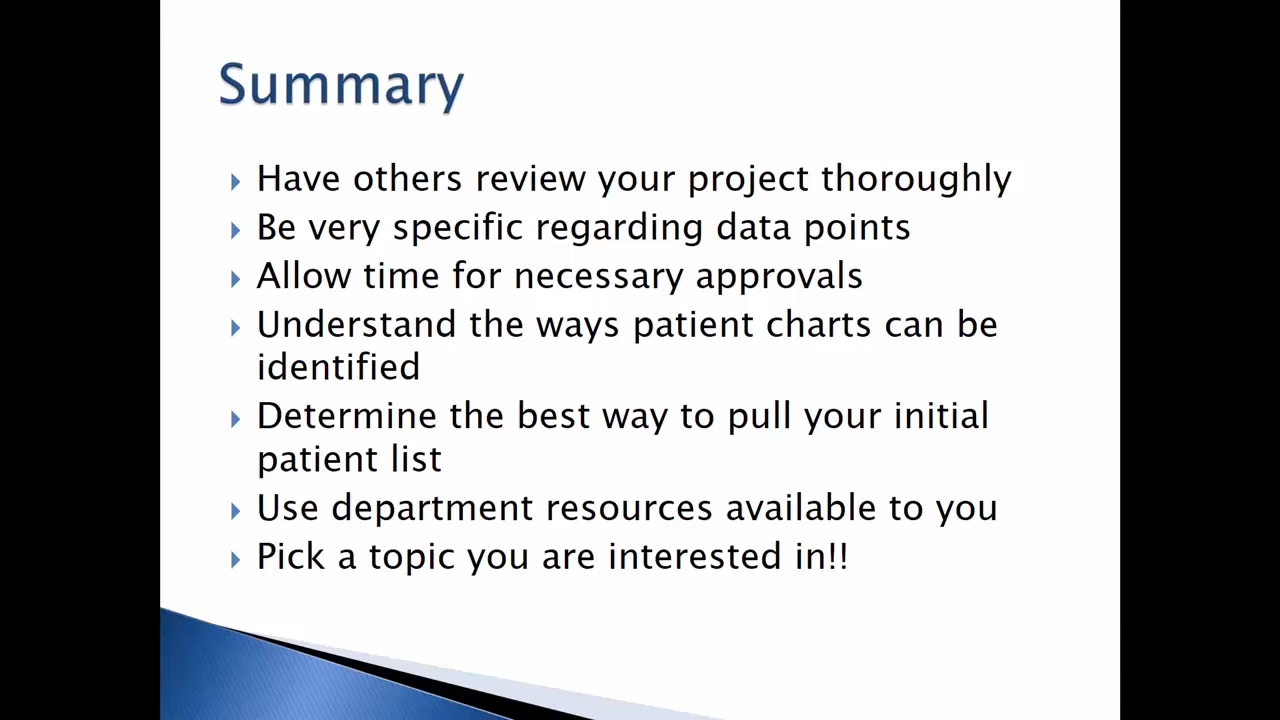 Summary
Have others review your project thoroughly
Be very specific regarding data points
Allow time for necessary approvals
Understand the ways patient charts can be
identified
Determine the best way to pull your initial
patient list
Use department resources available to you
Pick a topic you are interested in!!